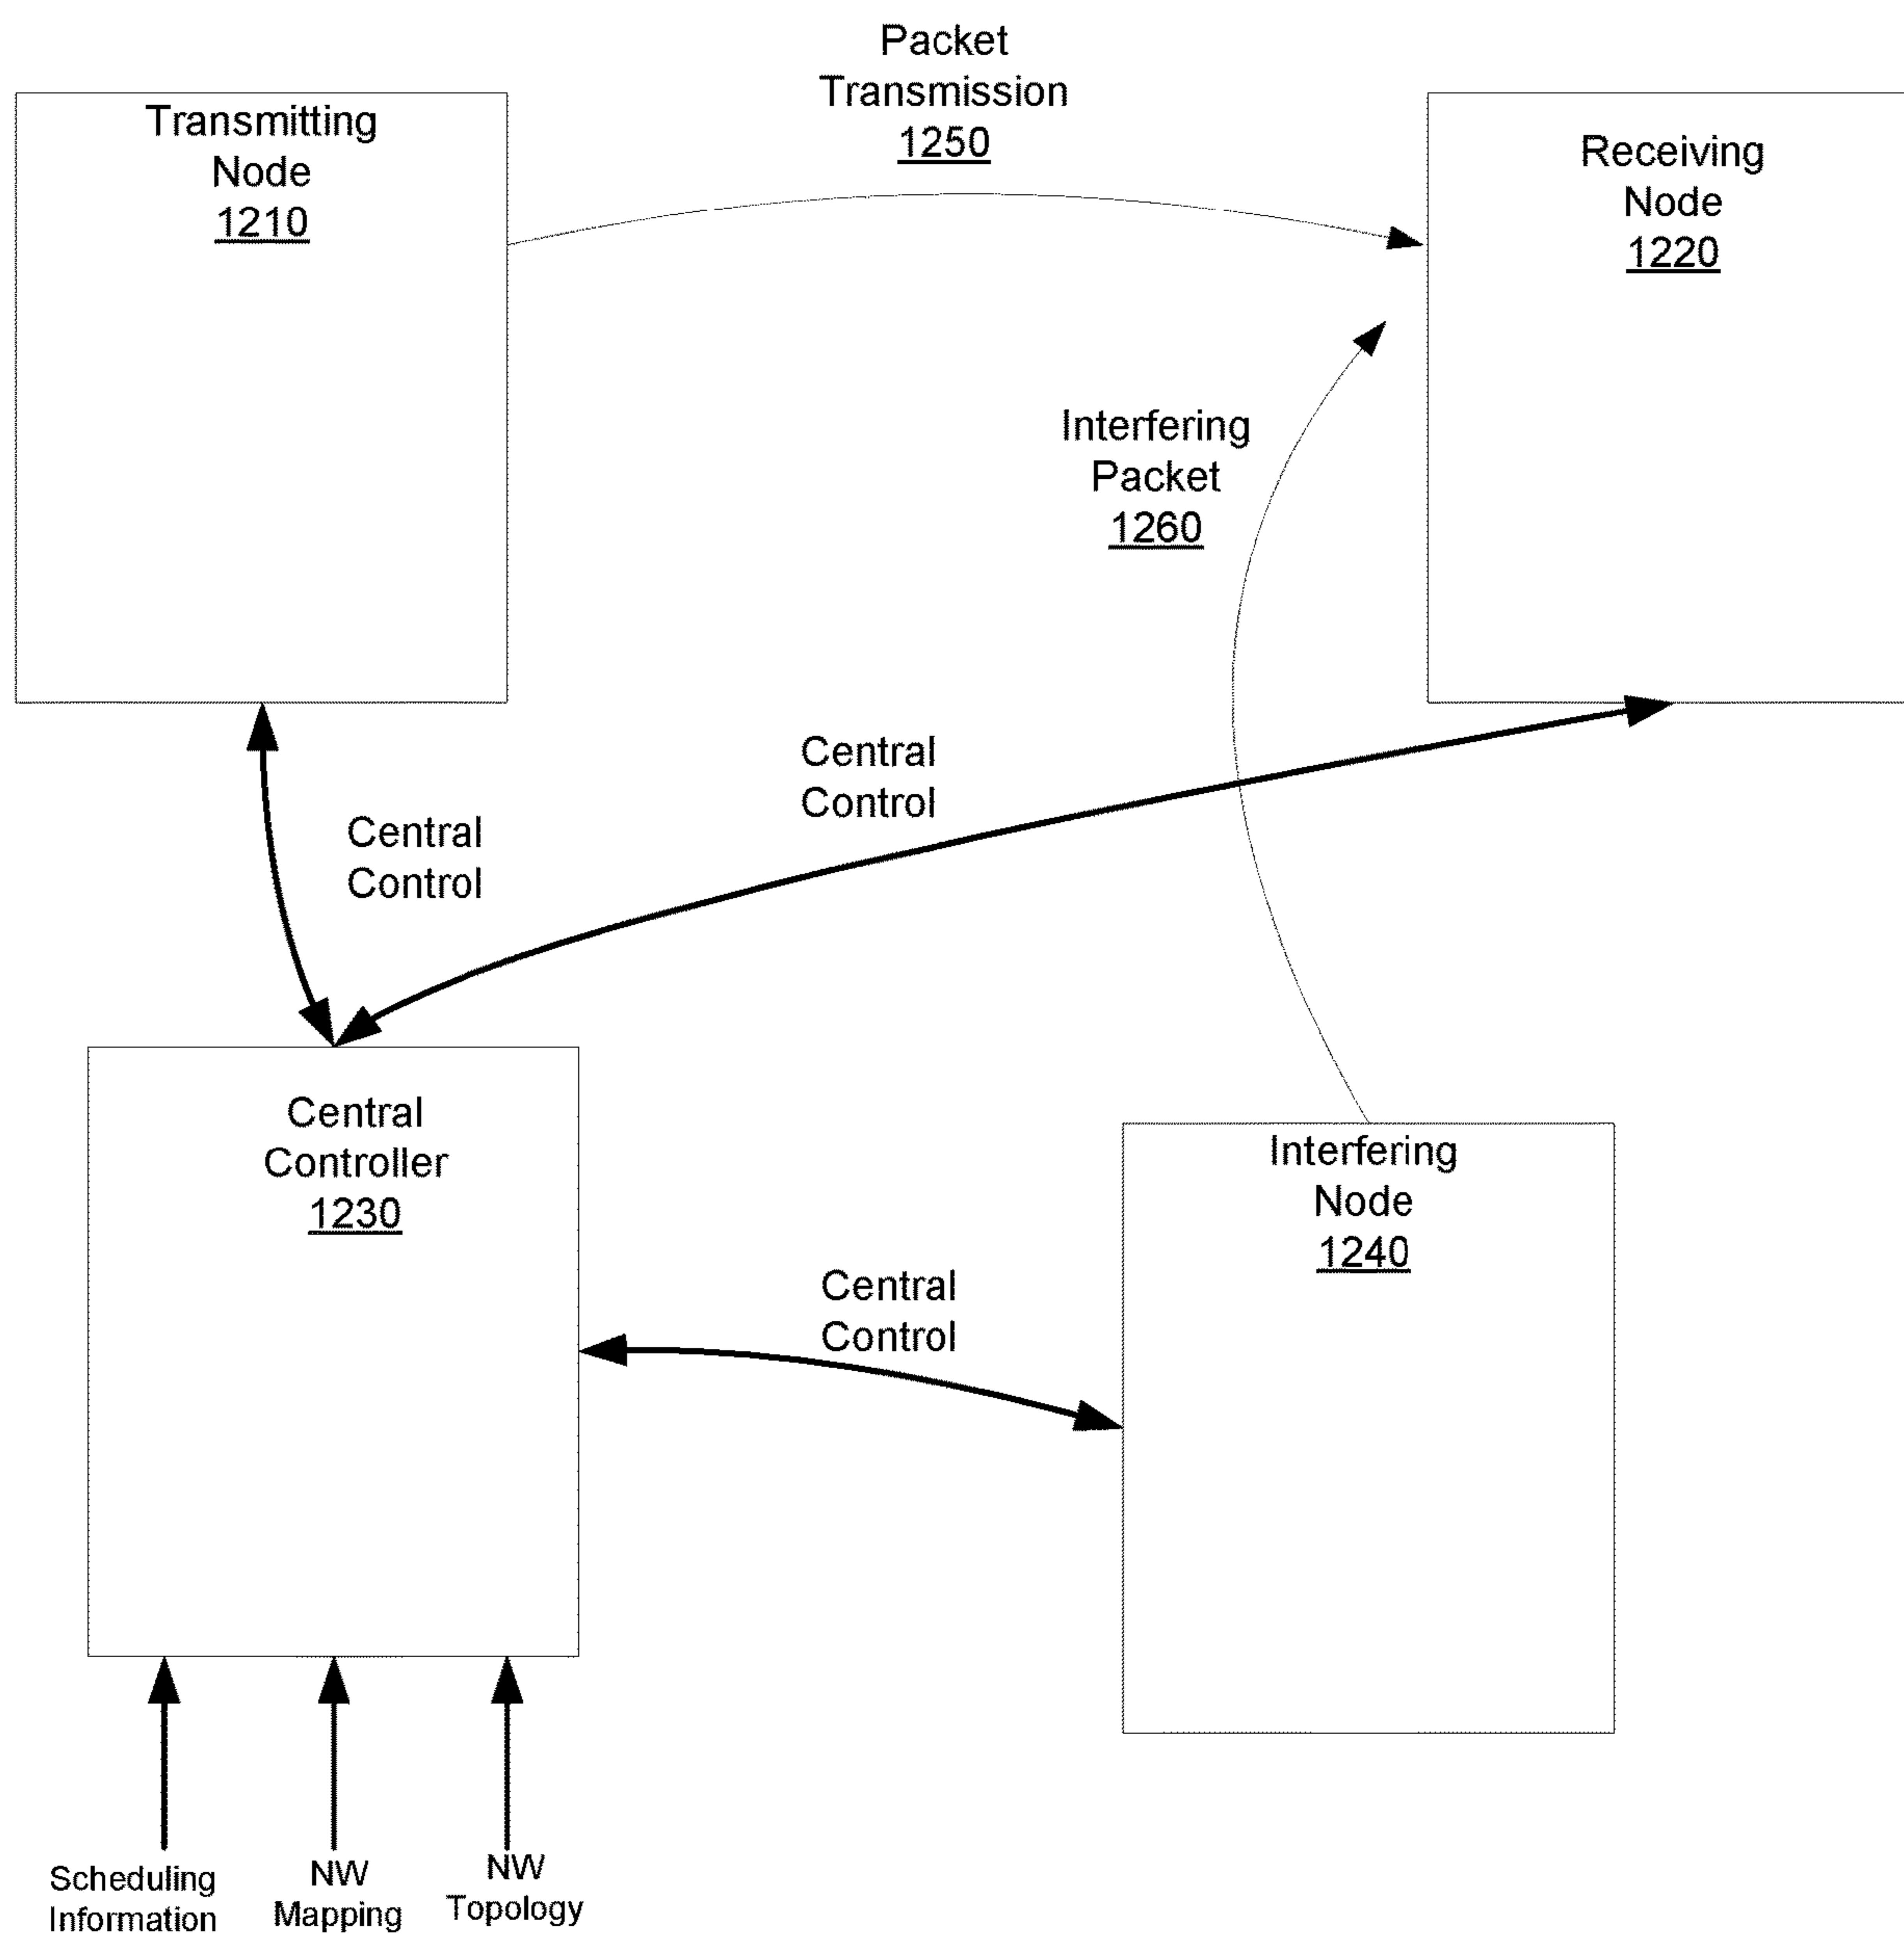 Packet
Transmission
1250
Transmitting
Node
1210
Receiving
Node
1220
Interfering
Packet
1260
Central
Control
Central
Control
Central
Controller
1230
Interfering
Node
1240
Central
Control
Scheduling
Information
NW
Mapping
NW
Topology